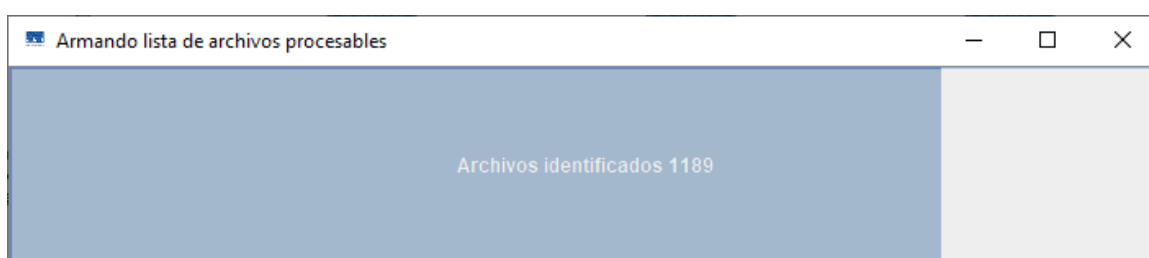 Armando lista de archivos procesables
Archivos identificados 1189